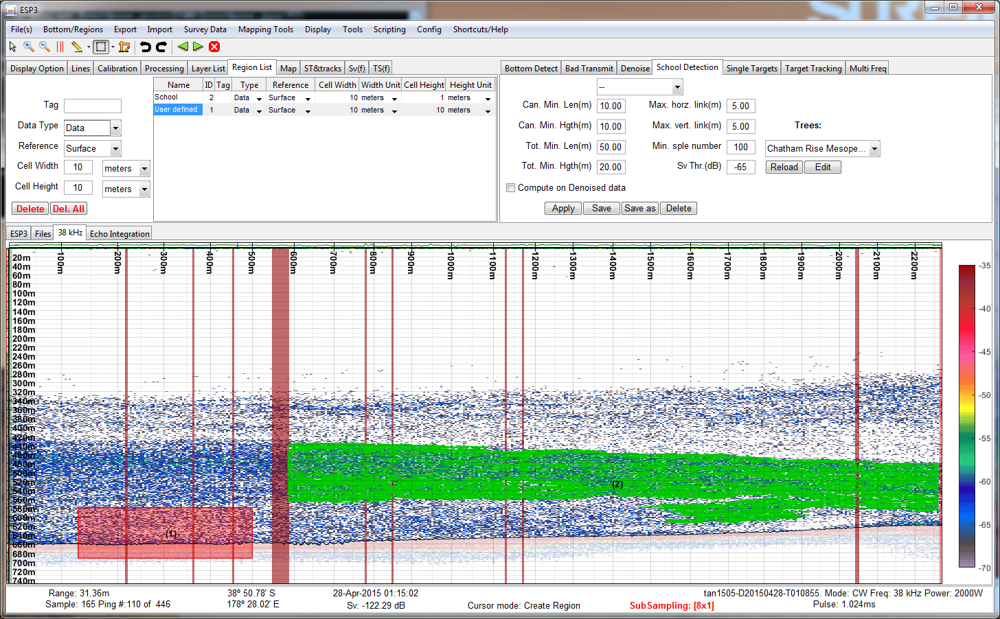 ESP3
File(s) Bottom/Regions Export Import Survey Data Mapping Tools Display Tools Scripting Config Shortcuts/Help
Display Option Lines Calibration Processing Layer List Region List Map ST&tracks Sv(f) TS(f)
Tag
Data Type Data
Reference Surface
Cell Width 10 meters
Cell Height 10 meters
Delete Del. All
Name ID Tag Type Reference Cell Width Width Unit Cell Height Height Unit
School 2 Data Surface 10 meters 1 meters
User defined 1 Data Surface 10 meters 10 meters
Bottom Detect Bad Transmit Denoise School Detection Single Targets Target Tracking Multi Freq
--
Can. Min. Len(m) 10.00 Max. horz. link(m) 5.00
Can. Min. Hgth(m) 10.00 Max. vert. link(m) 5.00 Trees:
Tot. Min. Len(m) 50.00 Min. sple number 100 Chatham Rise Mesope...
Tot. Min. Hgth(m) 20.00 Sv Thr.(dB) -65 Reload Edit
Compute on Denoised data
Apply Save Save as Delete
ESP3 Files 38 kHz Echo Integration
100m 200m 300m 400m 500m 600m 700m 800m 900m 1000m 1100m 1200m 1300m 1400m 1500m 1600m 1700m 1800m 1900m 2000m 2100m 2200m
20m
40m
60m
80m
100m
120m
140m
160m
180m
200m
220m
240m
260m
280m
300m
320m
340m
360m
380m
400m
420m
440m
460m
480m
500m
520m
540m
560m
580m
600m
620m
640m
660m
680m
700m
720m
740m
(1)
(2)
-35
-40
-45
-50
-55
-60
-65
-70
Range: 31.36m 38º 50.78' S 28-Apr-2015 01:15:02 tan1505-D20150428-T010855. Mode: CW Freq: 38 kHz Power: 2000W
Sample: 165 Ping #:110 of 446 178º 28.02' E Sv: -122.29 dB Cursor mode: Create Region SubSampling: [8x1] Pulse: 1.024ms